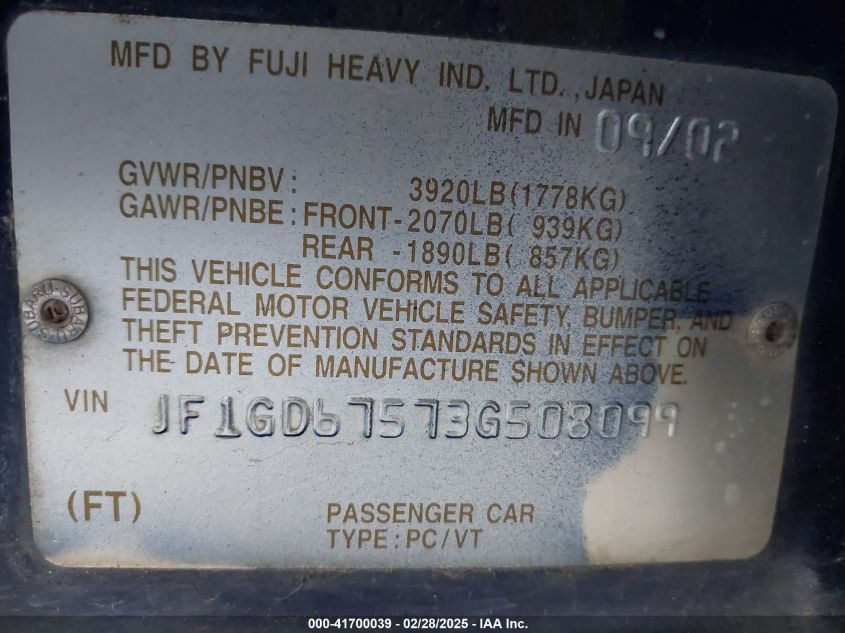 MFD BY FUJI HEAVY IND. LTD., JAPAN
MFD IN 09/02
GVWR/PNBV: 3920LB(1778KG)
GAWR/PNBE: FRONT-2070LB( 939KG)
REAR -1890LB( 857KG)
THIS VEHICLE CONFORMS TO ALL APPLICABLE
FEDERAL MOTOR VEHICLE SAFETY, BUMPER, AND
THEFT PREVENTION STANDARDS IN EFFECT ON
THE DATE OF MANUFACTURE SHOWN ABOVE.
SUBARU-SUBARU
VIN JF1GD67573G508099
(FT) PASSENGER CAR
TYPE: PC/VT
000-41700039 - 02/28/2025 - © IAA Inc.